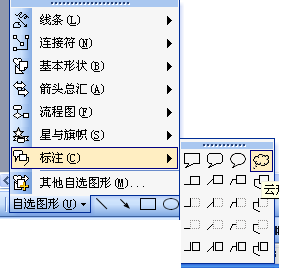 线条(L)
连接符(N)
基本形状(B)
箭头总汇(A)
流程图(F)
星与旗帜(S)
标注(C)
其他自选图形(M)...
自选图形(U)